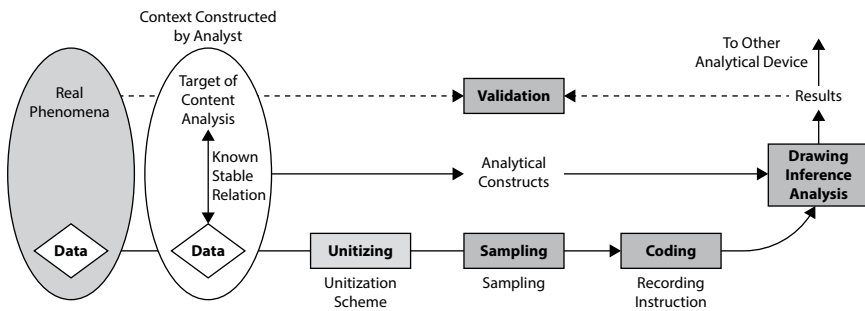 Context Constructed
by Analyst
Real
Phenomena
Target of
Content
Analysis
Known
Stable
Relation
Data
Data
Unitizing
Unitization
Scheme
Sampling
Sampling
Coding
Recording
Instruction
Analytical
Constructs
Validation
To Other
Analytical Device
Results
Drawing
Inference
Analysis